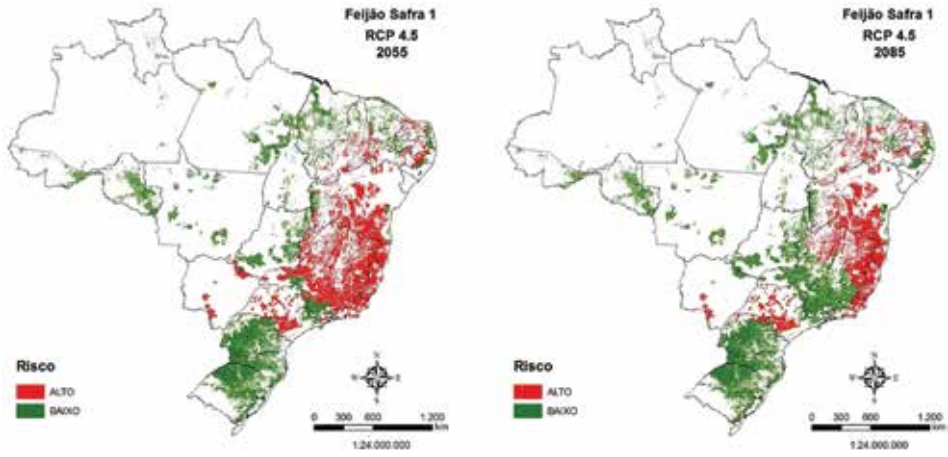 Feijão Safra 1
RCP 4.5
2055
Risco
ALTO
BAIXO
N
W E
S
0 300 600 1.200
km
1:24.000.000
Feijão Safra 1
RCP 4.5
2085
Risco
ALTO
BAIXO
N
W E
S
0 300 600 1.200
km
1:24.000.000